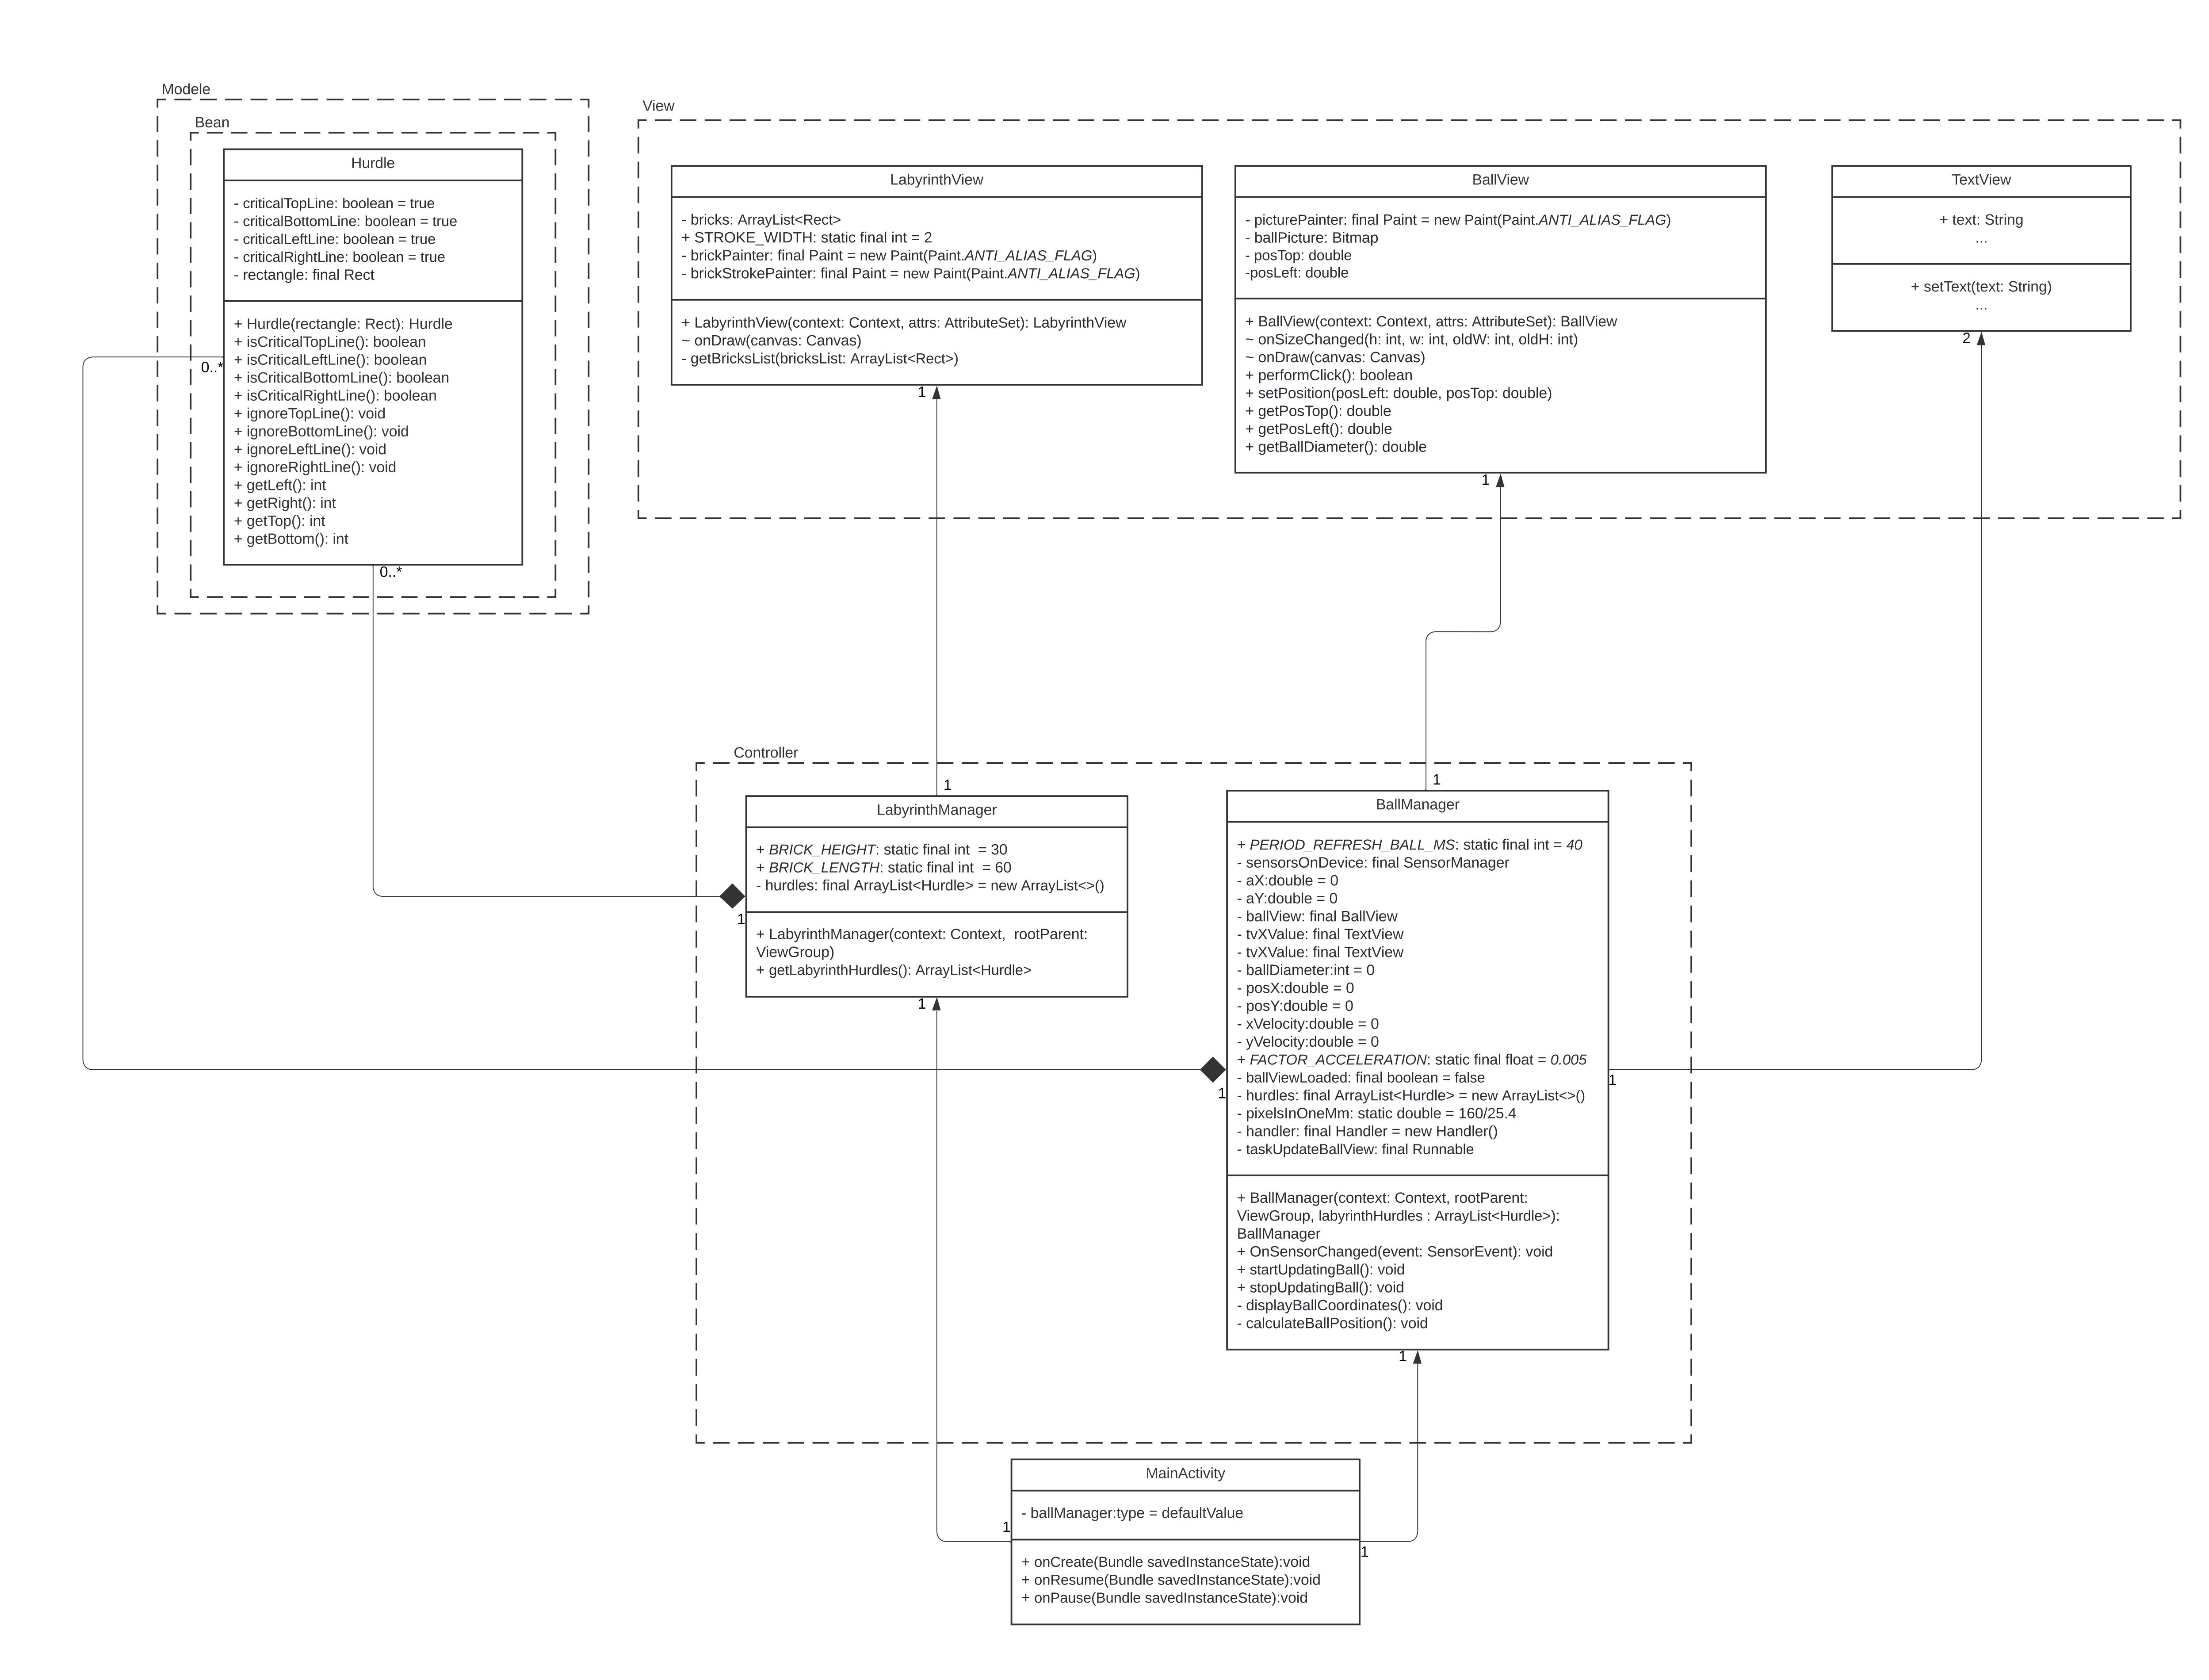 Modele
Bean
Hurdle
- criticalTopLine: boolean = true
- criticalBottomLine: boolean = true
- criticalLeftLine: boolean = true
- criticalRightLine: boolean = true
- rectangle: final Rect
+ Hurdle(rectangle: Rect): Hurdle
+ isCriticalTopLine(): boolean
+ isCriticalLeftLine(): boolean
+ isCriticalBottomLine(): boolean
+ isCriticalRightLine(): boolean
+ ignoreTopLine(): void
+ ignoreBottomLine(): void
+ ignoreLeftLine(): void
+ ignoreRightLine(): void
+ getLeft(): int
+ getRight(): int
+ getTop(): int
+ getBottom(): int
0..*
0..*
View
LabyrinthView
- bricks: ArrayList<Rect>
+ STROKE_WIDTH: static final int = 2
- brickPainter: final Paint = new Paint(Paint.ANTI_ALIAS_FLAG)
- brickStrokePainter: final Paint = new Paint(Paint.ANTI_ALIAS_FLAG)
+ LabyrinthView(context: Context, attrs: AttributeSet): LabyrinthView
~ onDraw(canvas: Canvas)
- getBricksList(bricksList: ArrayList<Rect>)
1
BallView
- picturePainter: final Paint = new Paint(Paint.ANTI_ALIAS_FLAG)
- ballPicture: Bitmap
- posTop: double
-posLeft: double
+ BallView(context: Context, attrs: AttributeSet): BallView
~ onSizeChanged(h: int, w: int, oldW: int, oldH: int)
~ onDraw(canvas: Canvas)
+ performClick(): boolean
+ setPosition(posLeft: double, posTop: double)
+ getPosTop(): double
+ getPosLeft(): double
+ getBallDiameter(): double
1
TextView
+ text: String
...
+ setText(text: String)
...
2
Controller
1
LabyrinthManager
+ BRICK_HEIGHT: static final int  = 30
+ BRICK_LENGTH: static final int  = 60
- hurdles: final ArrayList<Hurdle> = new ArrayList<>()
+ LabyrinthManager(context: Context,  rootParent:
ViewGroup)
+ getLabyrinthHurdles(): ArrayList<Hurdle>
1
1
1
BallManager
+ PERIOD_REFRESH_BALL_MS: static final int = 40
- sensorsOnDevice: final SensorManager
- aX:double = 0
- aY:double = 0
- ballView: final BallView
- tvXValue: final TextView
- tvXValue: final TextView
- ballDiameter:int = 0
- posX:double = 0
- posY:double = 0
- xVelocity:double = 0
- yVelocity:double = 0
+ FACTOR_ACCELERATION: static final float = 0.005
- ballViewLoaded: final boolean = false
- hurdles: final ArrayList<Hurdle> = new ArrayList<>()
- pixelsInOneMm: static double = 160/25.4
- handler: final Handler = new Handler()
- taskUpdateBallView: final Runnable
+ BallManager(context: Context, rootParent:
ViewGroup, labyrinthHurdles : ArrayList<Hurdle>):
BallManager
+ OnSensorChanged(event: SensorEvent): void
+ startUpdatingBall(): void
+ stopUpdatingBall(): void
- displayBallCoordinates(): void
- calculateBallPosition(): void
1
1
1
MainActivity
- ballManager:type = defaultValue
+ onCreate(Bundle savedInstanceState):void
+ onResume(Bundle savedInstanceState):void
+ onPause(Bundle savedInstanceState):void
1
1